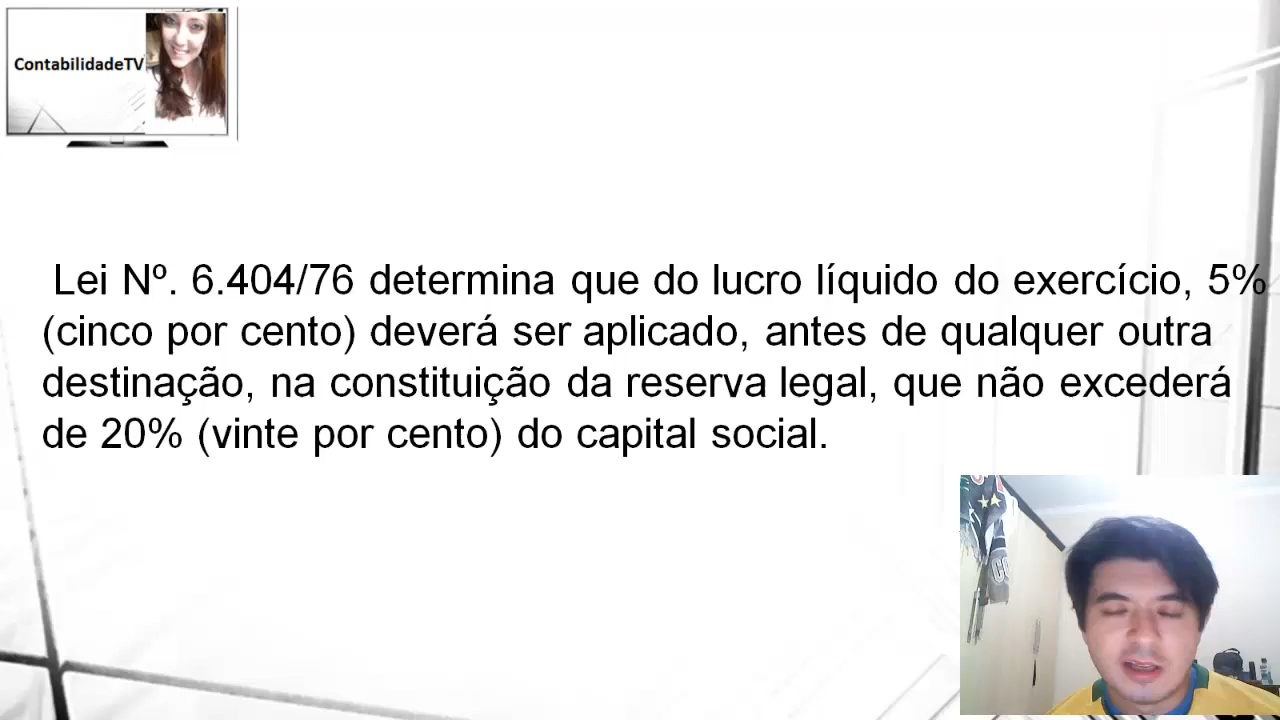 ContabilidadeTV
Lei Nº. 6.404/76 determina que do lucro líquido do exercício, 5%
(cinco por cento) deverá ser aplicado, antes de qualquer outra
destinação, na constituição da reserva legal, que não excederá
de 20% (vinte por cento) do capital social.